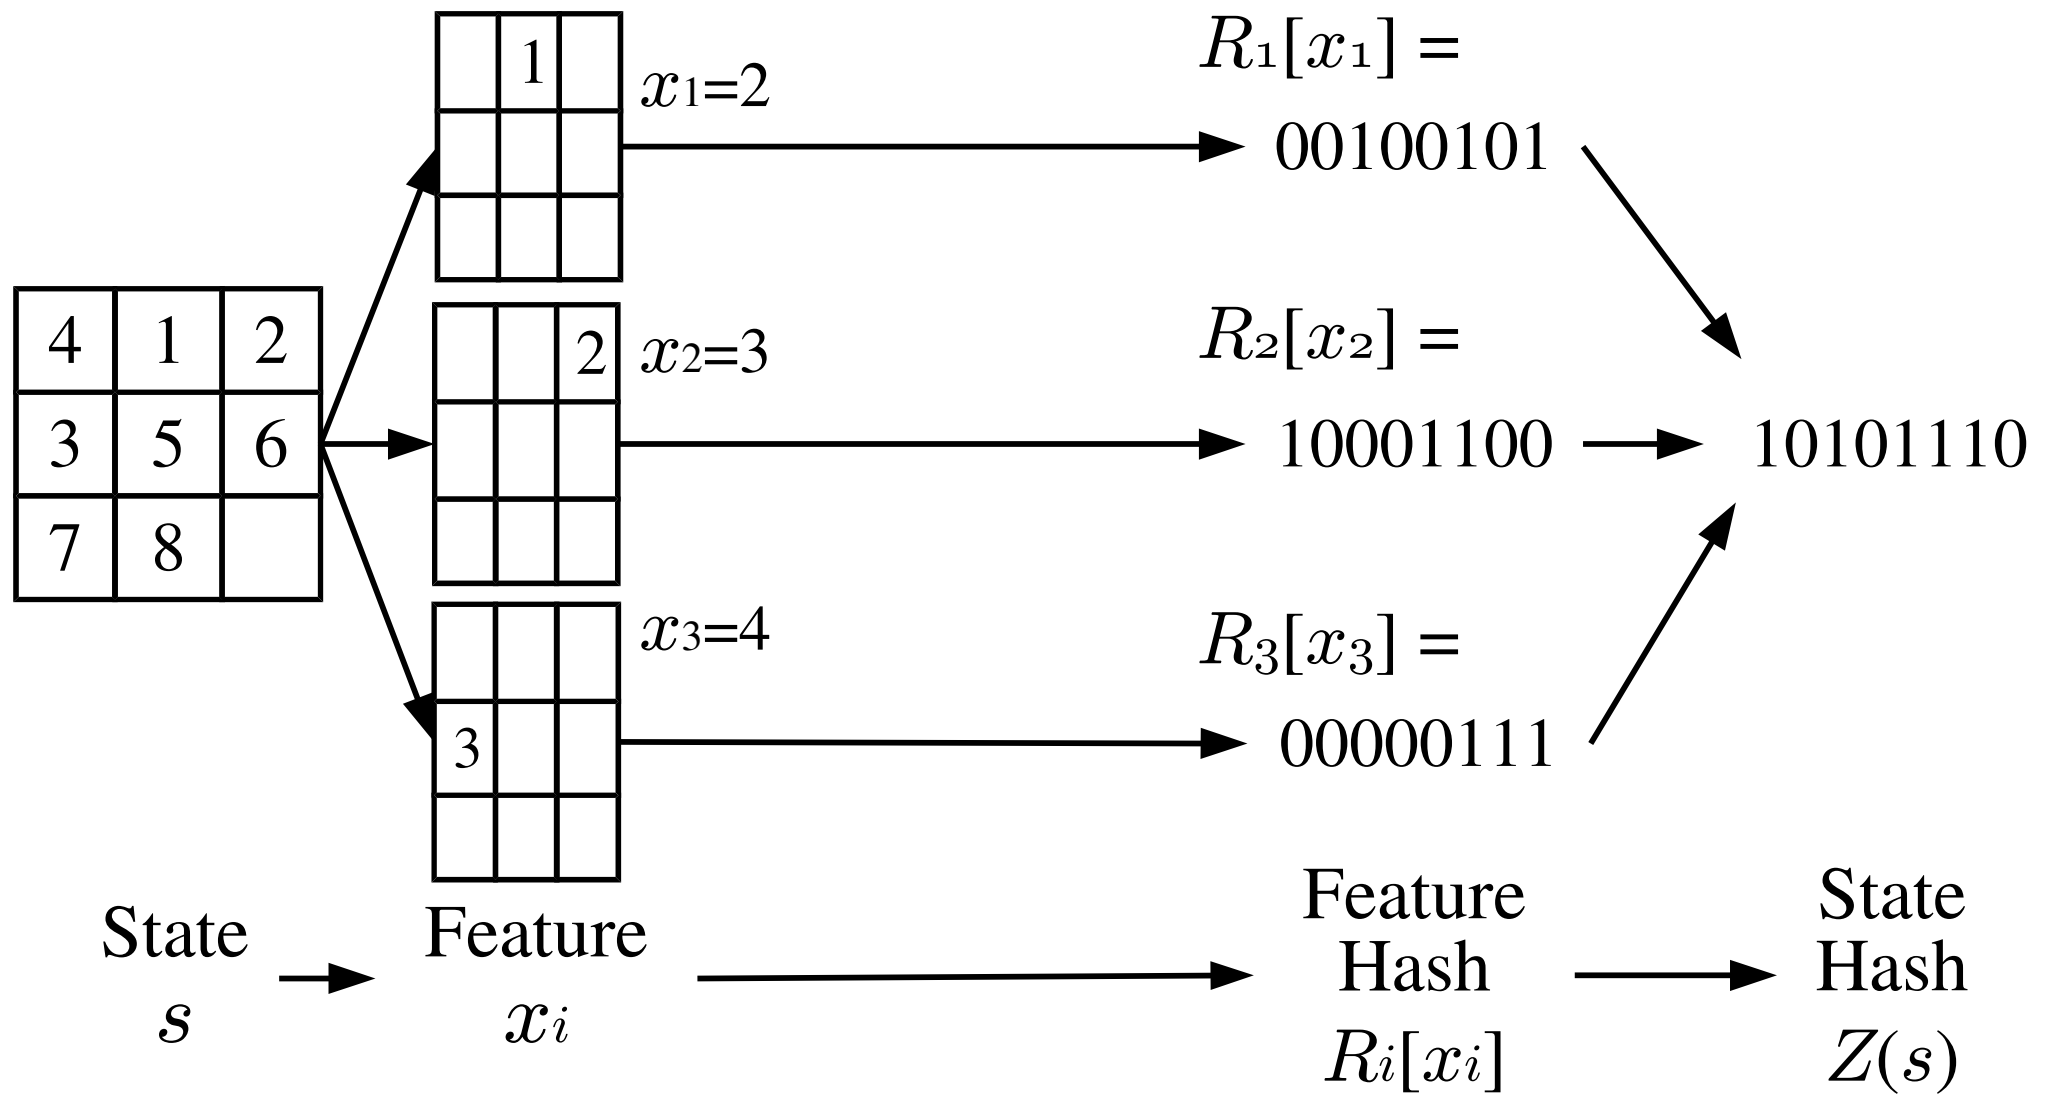 4 1 2
3 5 6
7 8
1
x1=2
2
x2=3
3
x3=4
R1[x1] =
00100101
R2[x2] =
10001100
R3[x3] =
00000111
10101110
State
s
Feature
xi
Feature
Hash
Ri[xi]
State
Hash
Z(s)